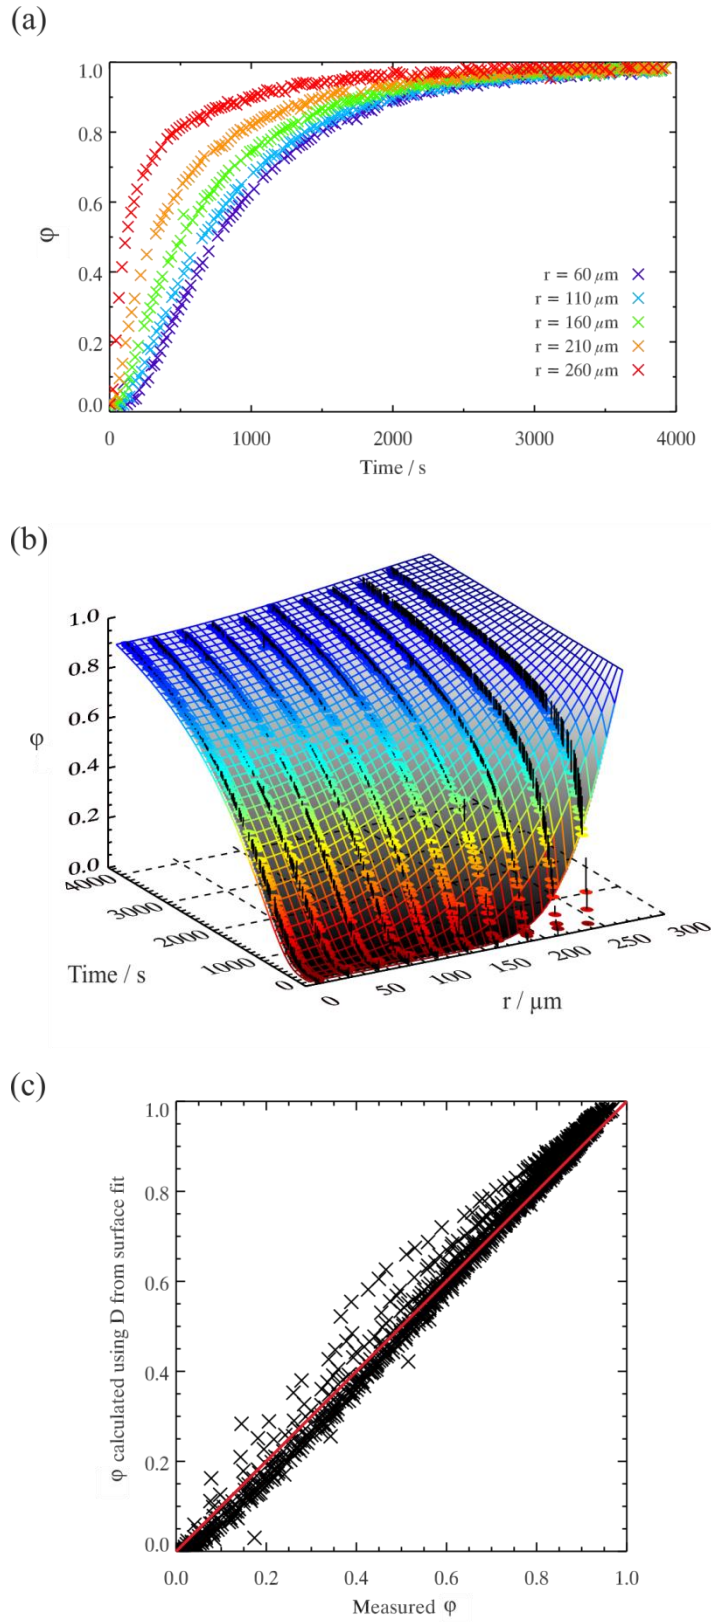 (a)
1.0
0.8
0.6
0.4
0.2
0.0
φ
r = 60 μm
r = 110 μm
r = 160 μm
r = 210 μm
r = 260 μm
0 1000 2000 3000 4000
Time / s
(b)
1.0
0.8
0.6
0.4
0.2
0.0
φ
4000
3000
2000
1000
0
Time / s
0 50 100 150 200 250 300
r / μm
(c)
1.0
0.8
0.6
0.4
0.2
0.0
φ calculated using D from surface fit
0.0 0.2 0.4 0.6 0.8 1.0
Measured φ